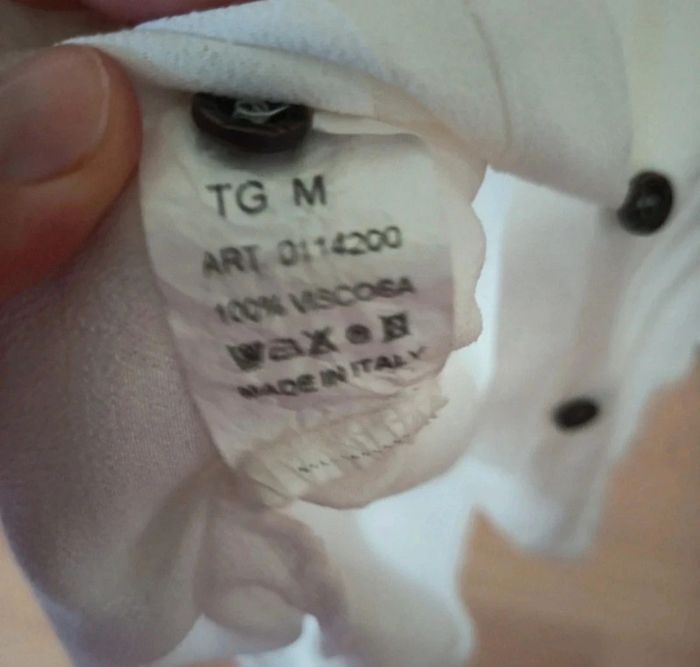 TG M
ART 0114200
100% VISCOSA
MADE IN ITALY